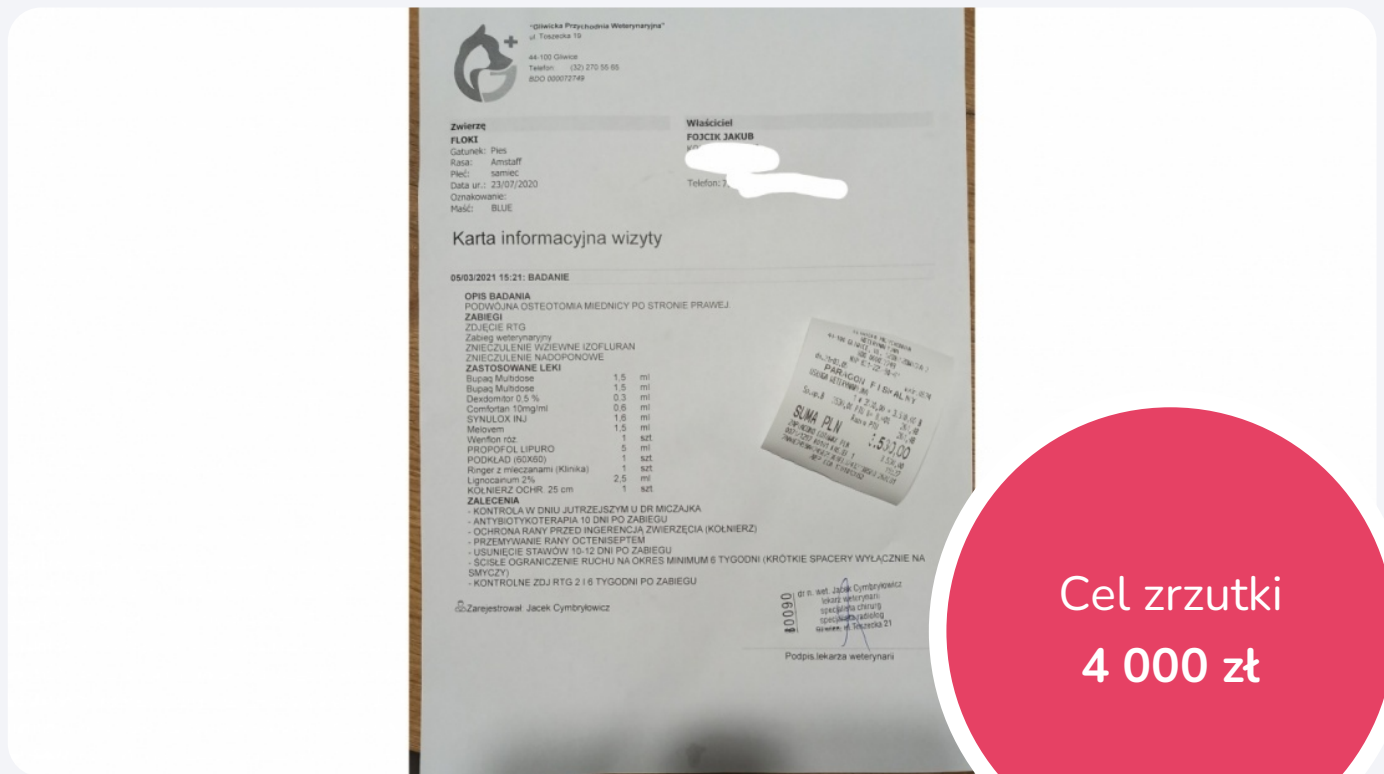 "Gliwicka Przychodnia Weterynaryjna"
ul. Toszecka 19
44-100 Gliwice
Telefon: (32) 270 55 65
BDO 000072749
Zwierzę
FLOKI
Gatunek: Pies
Rasa: Amstaff
Płeć: samiec
Data ur.: 23/07/2020
Oznakowanie:
Maść: BLUE
Właściciel
FOJCIK JAKUB
Telefon: 7
Karta informacyjna wizyty
05/03/2021 15:21: BADANIE
OPIS BADANIA
PODWÓJNA OSTEOTOMIA MIEDNICY PO STRONIE PRAWEJ
ZABIEGI
ZDJĘCIE RTG
Zabieg weterynaryjny
ZNIECZULENIE WZIEWNE IZOFLURAN
ZNIECZULENIE NADOPONOWE
ZASTOSOWANE LEKI
Bupaq Multidose 1,5 ml
Bupaq Multidose 1,5 ml
Dexdomitor 0,5 % 0,3 ml
Comfortan 10mg/ml 0,6 ml
SYNULOX INJ 1,6 ml
Melovem 1,5 ml
Wenflon róż. 1 szt.
PROPOFOL LIPURO 5 ml
PODKŁAD (60X60) 1 szt.
Ringer z mleczanami (Klinika) 1 szt.
Lignocainum 2% 2,5 ml
KOŁNIERZ OCHR. 25 cm 1 szt.
ZALECENIA
- KONTROLA W DNIU JUTRZEJSZYM U DR MICZAJKA
- ANTYBIOTYKOTERAPIA 10 DNI PO ZABIEGU
- OCHRONA RANY PRZED INGERENCJĄ ZWIERZĘCIA (KOŁNIERZ)
- PRZEMYWANIE RANY OCTENISEPTEM
- USUNIĘCIE STAWÓW 10-12 DNI PO ZABIEGU
- ŚCISŁE OGRANICZENIE RUCHU NA OKRES MINIMUM 6 TYGODNI (KRÓTKIE SPACERY WYŁĄCZNIE NA
SMYCZY)
- KONTROLNE ZDJ RTG 2 I 6 TYGODNI PO ZABIEGU
Zarejestrował: Jacek Cymbryłowicz
PARAGON FISKALNY
SUMA PLN 3.530,00
10090
dr n. wet. Jacek Cymbryłowicz
lekarz weterynarii
specjalista chirurg
specjalista radiolog
ul. Toszecka 21
Podpis lekarza weterynarii
Cel zrzutki
4 000 zł